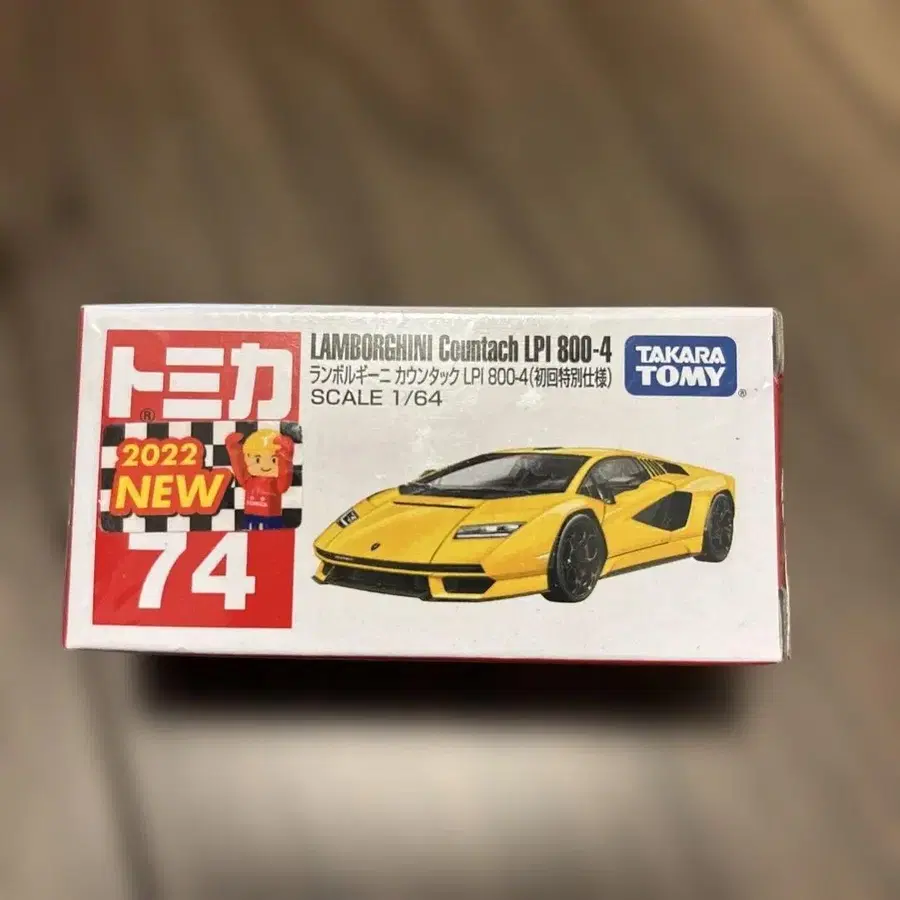 トミカ
®
2022
NEW
74
LAMBORGHINI Countach LPI 800-4
ランボルギーニ カウンタック LPI 800-4(初回特別仕様)
SCALE 1/64
TAKARA
TOMY
®